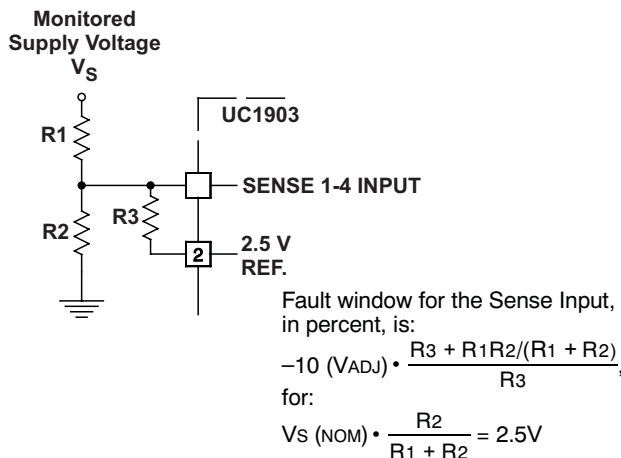 Monitored
Supply Voltage
VS
UC1903
R1
SENSE 1-4 INPUT
R2
R3
2
2.5 V
REF.
Fault window for the Sense Input,
in percent, is:
–10 (VADJ) • R3 + R1R2/(R1 + R2)
R3
,
for:
VS (NOM) • R2
R1 + R2
= 2.5V